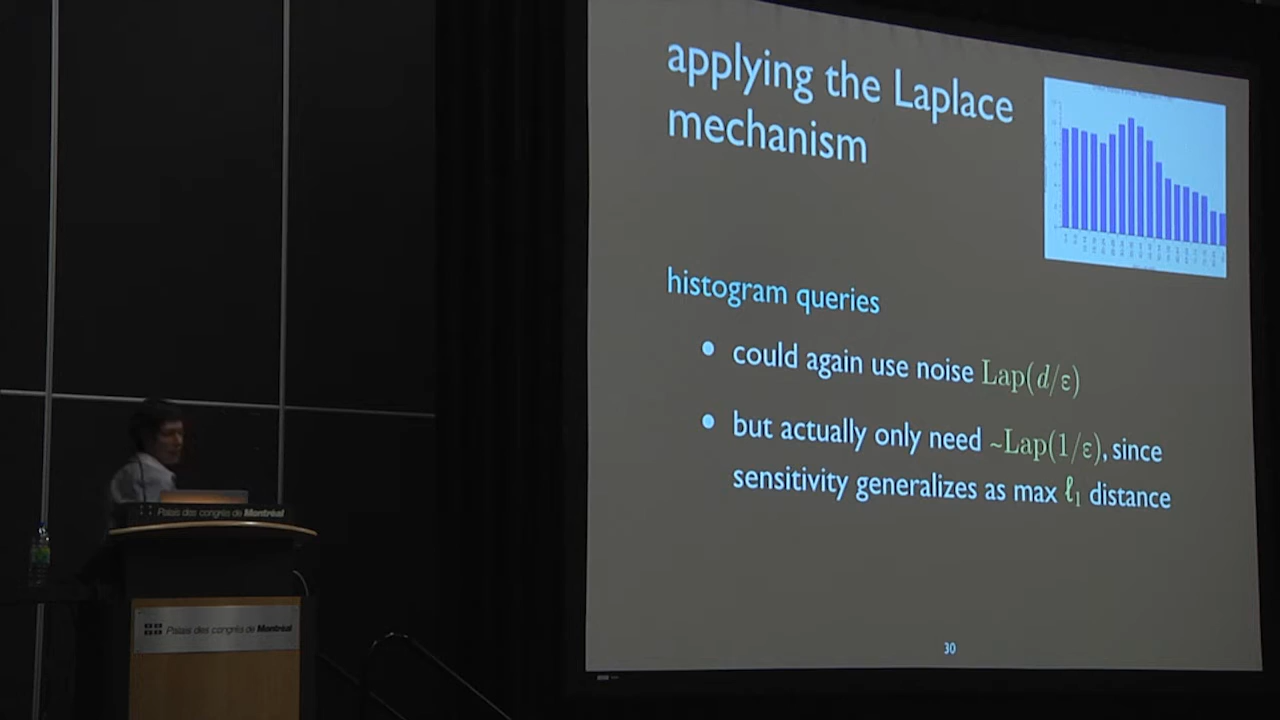 applying the Laplace
mechanism
histogram queries
• could again use noise Lap(d/ε)
• but actually only need ~Lap(1/ε), since
sensitivity generalizes as max ℓ₁ distance
30
Palais des congrès de Montréal
Palais des congrès de Montréal